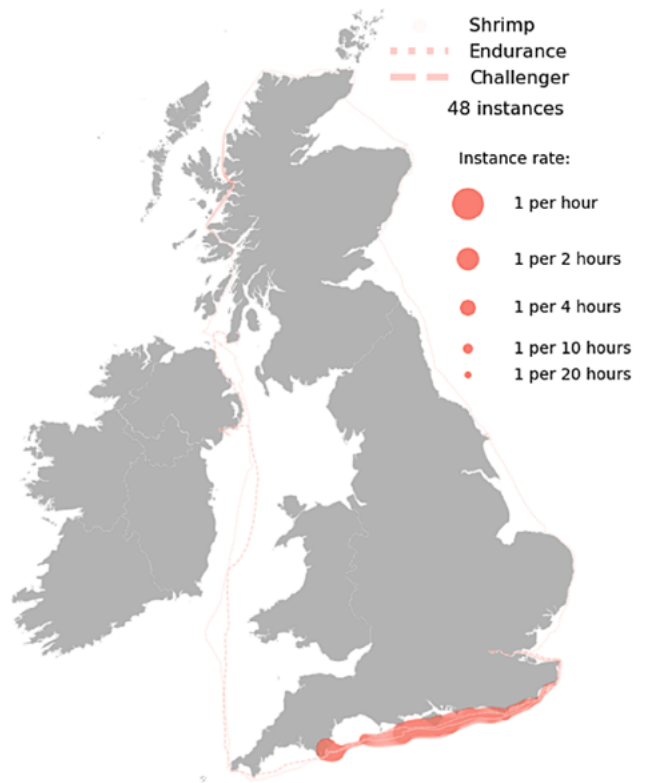 Shrimp
Endurance
Challenger
48 instances
Instance rate:
1 per hour
1 per 2 hours
1 per 4 hours
1 per 10 hours
1 per 20 hours